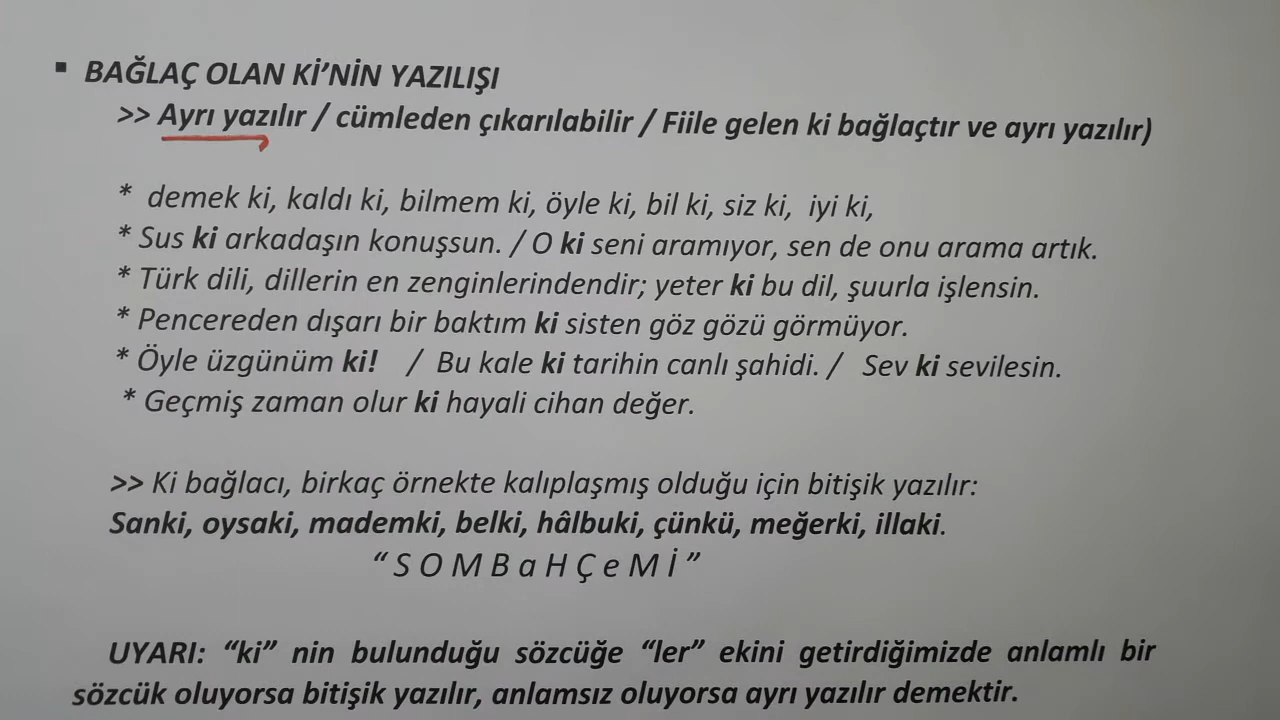 ▪ BAĞLAÇ OLAN Kİ’NİN YAZILIŞI
>> Ayrı yazılır / cümleden çıkarılabilir / Fiile gelen ki bağlaçtır ve ayrı yazılır)
* demek ki, kaldı ki, bilmem ki, öyle ki, bil ki, siz ki, iyi ki,
* Sus ki arkadaşın konuşsun. / O ki seni aramıyor, sen de onu arama artık.
* Türk dili, dillerin en zenginlerindendir; yeter ki bu dil, şuurla işlensin.
* Pencereden dışarı bir baktım ki sisten göz gözü görmüyor.
* Öyle üzgünüm ki! / Bu kale ki tarihin canlı şahidi. / Sev ki sevilesin.
* Geçmiş zaman olur ki hayali cihan değer.
>> Ki bağlacı, birkaç örnekte kalıplaşmış olduğu için bitişik yazılır:
Sanki, oysaki, mademki, belki, hâlbuki, çünkü, meğerki, illaki.
“ S O M B a H Ç e M İ ”
UYARI: “ki” nin bulunduğu sözcüğe “ler” ekini getirdiğimizde anlamlı bir
sözcük oluyorsa bitişik yazılır, anlamsız oluyorsa ayrı yazılır demektir.